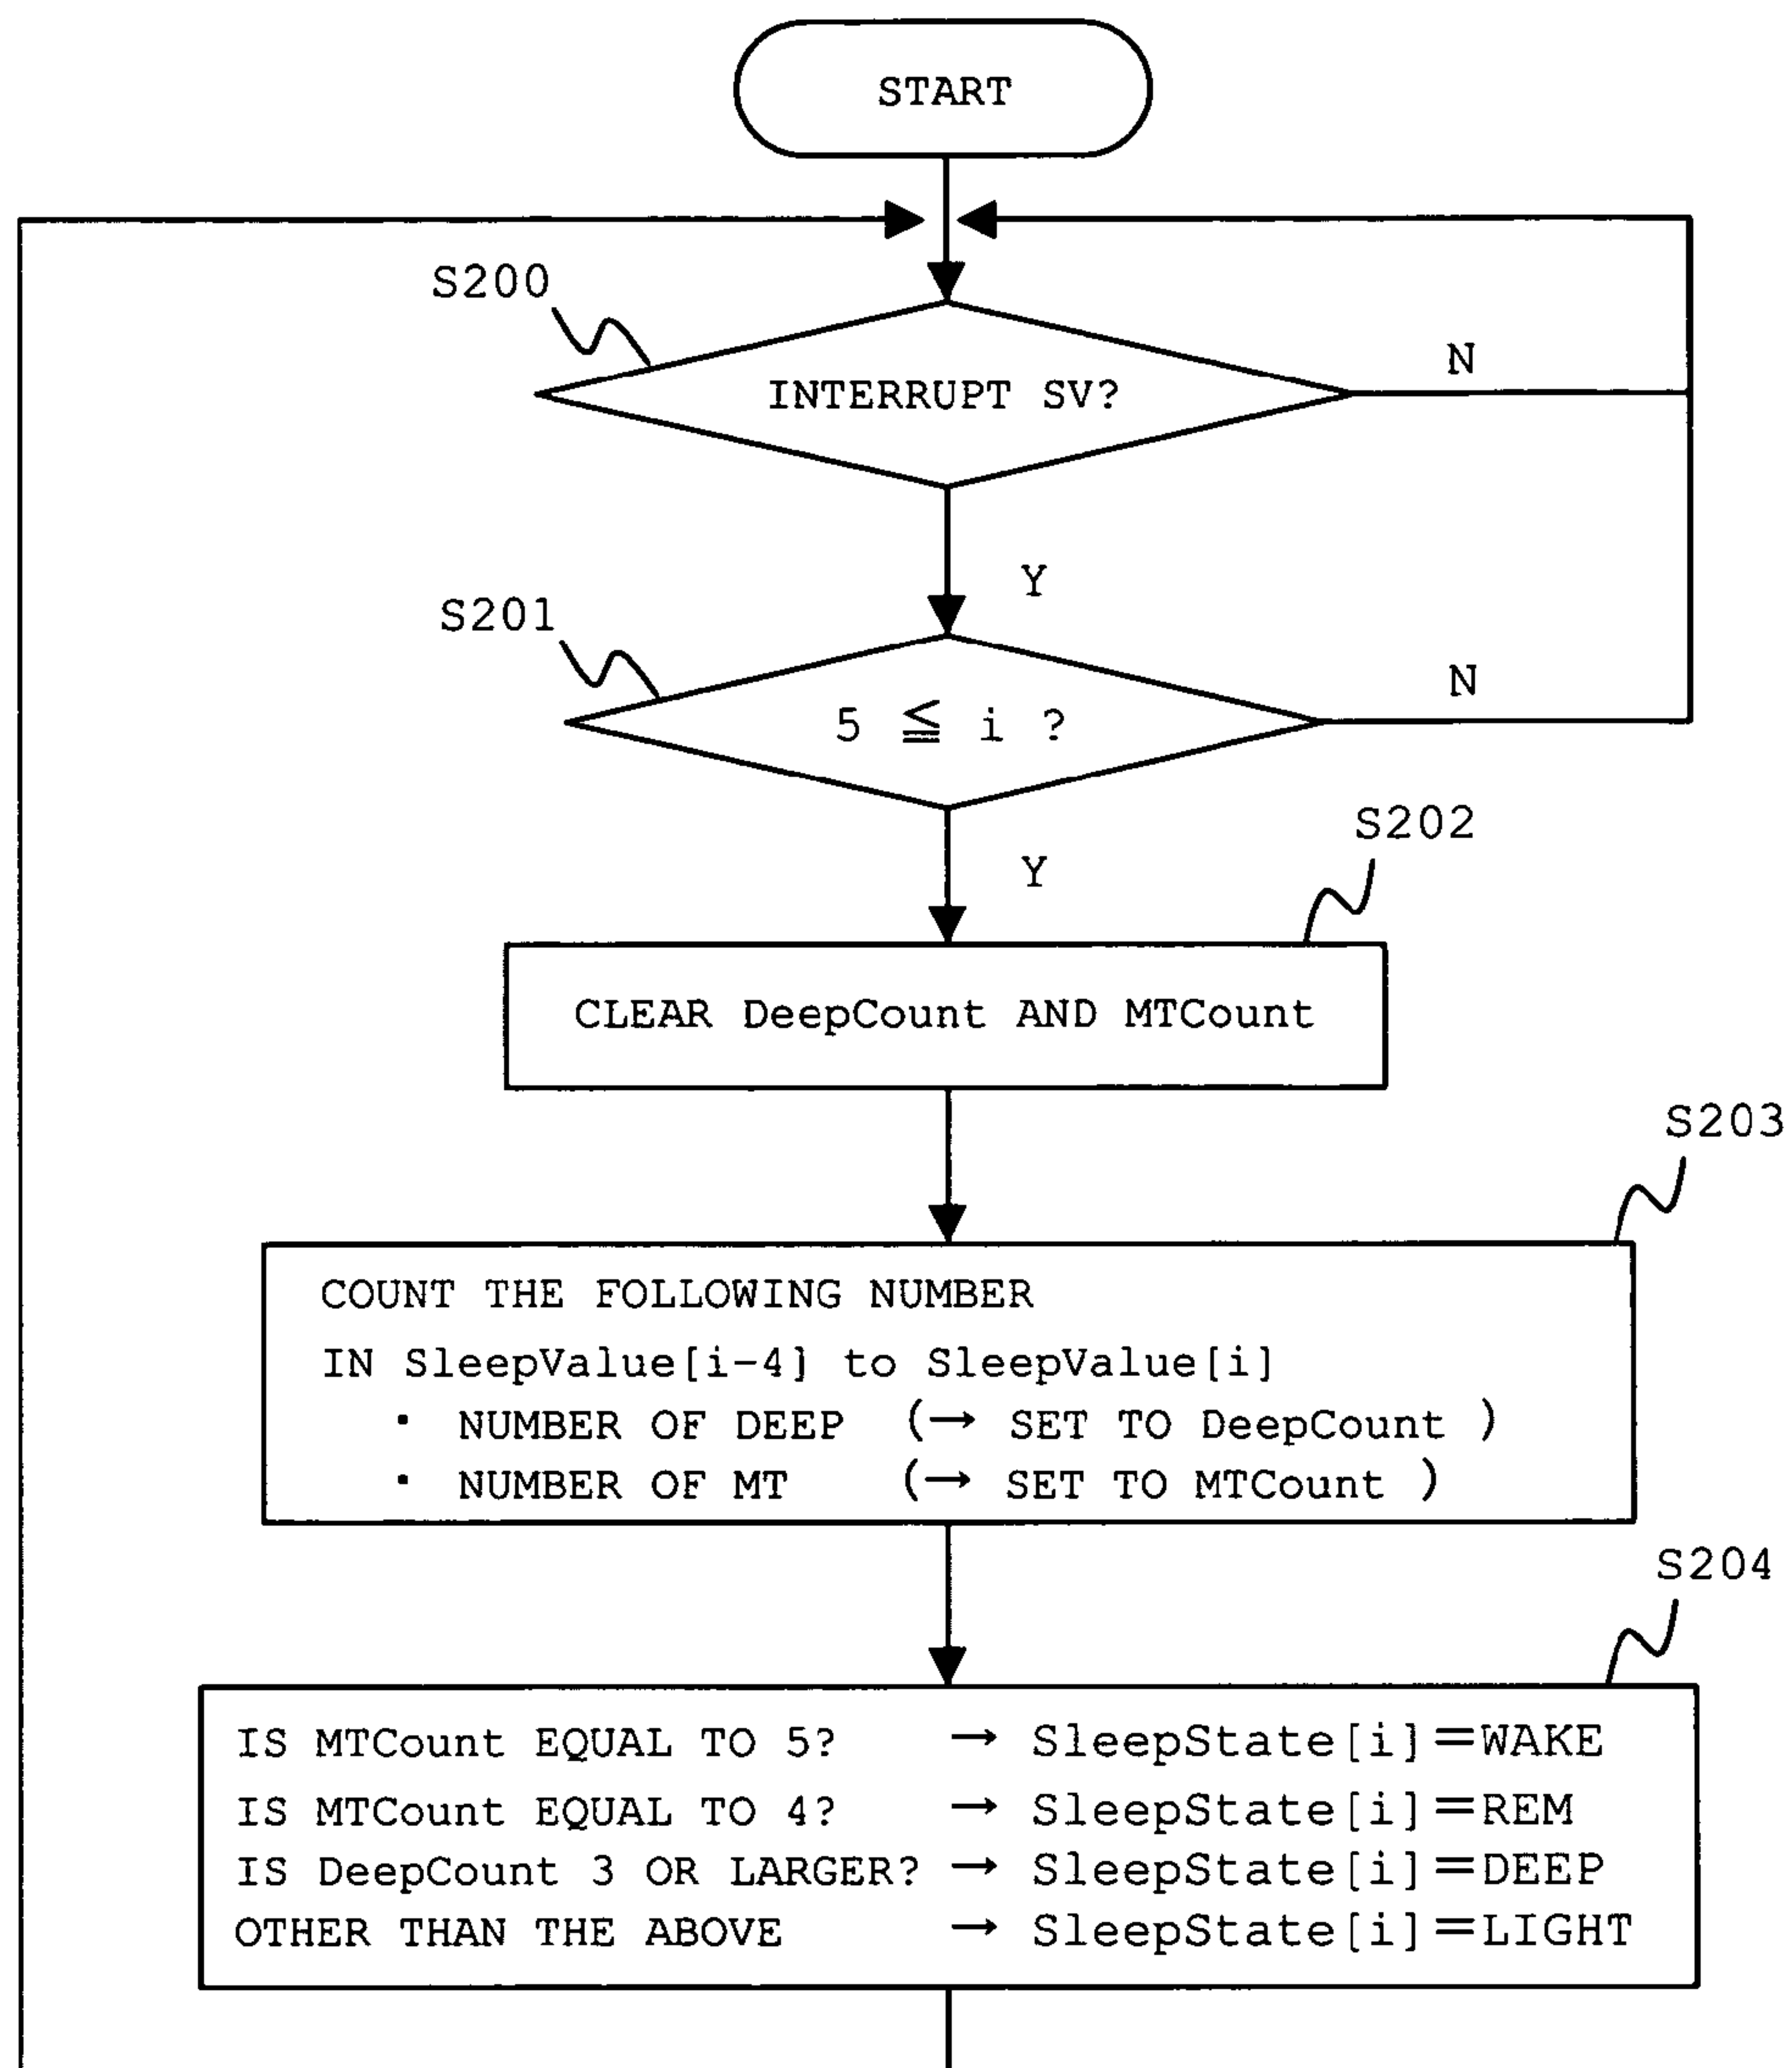 START
S200
INTERRUPT SV?
N
Y
S201
5 ≦ i ?
N
Y
S202
CLEAR DeepCount AND MTCount
S203
COUNT THE FOLLOWING NUMBER
IN SleepValue[i-4] to SleepValue[i]
・ NUMBER OF DEEP (→ SET TO DeepCount )
・ NUMBER OF MT (→ SET TO MTCount )
S204
IS MTCount EQUAL TO 5? → SleepState[i]=WAKE
IS MTCount EQUAL TO 4? → SleepState[i]=REM
IS DeepCount 3 OR LARGER? → SleepState[i]=DEEP
OTHER THAN THE ABOVE → SleepState[i]=LIGHT